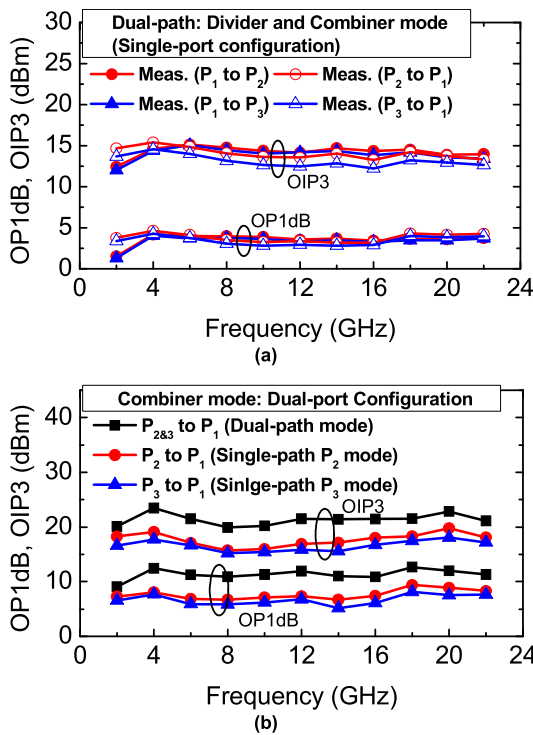 Dual-path: Divider and Combiner mode
(Single-port configuration)
Meas. (P1 to P2) Meas. (P2 to P1)
Meas. (P1 to P3) Meas. (P3 to P1)
30
25
20
15
10
5
0
OP1dB, OIP3 (dBm)
OIP3
OP1dB
0 4 8 12 16 20 24
Frequency (GHz)
(a)
Combiner mode: Dual-port Configuration
P2&3 to P1 (Dual-path mode)
P2 to P1 (Single-path P2 mode)
P3 to P1 (Sinlge-path P3 mode)
45
40
30
20
10
0
OP1dB, OIP3 (dBm)
OIP3
OP1dB
0 4 8 12 16 20 24
Frequency (GHz)
(b)